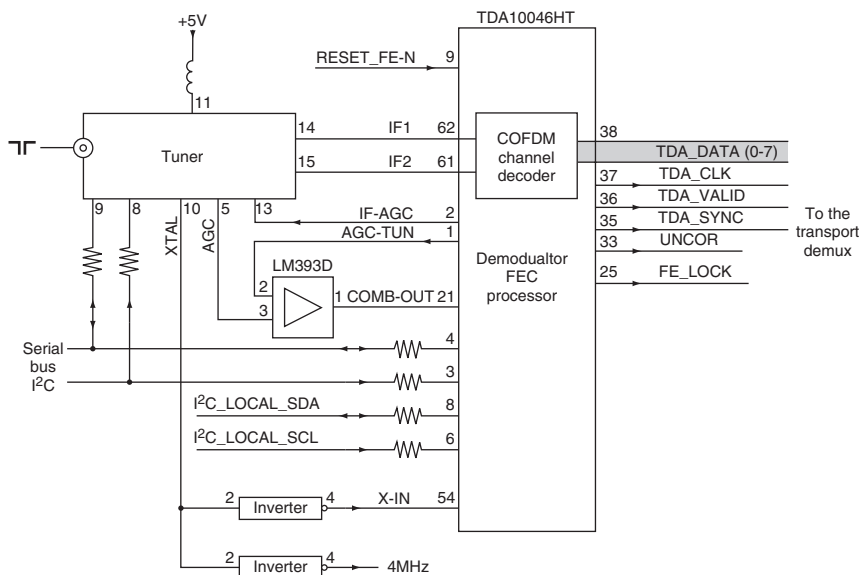 TDA10046HT
+5V
RESET_FE-N 9
11
Tuner
14 IF1 62
15 IF2 61
COFDM
channel
decoder
38
TDA_DATA (0-7)
37 TDA_CLK
36 TDA_VALID
35 TDA_SYNC
33 UNCOR
25 FE_LOCK
To the
transport
demux
9 8 10 5 13
XTAL
AGC
IF-AGC 2
AGC-TUN 1
LM393D
2
3
1 COMB-OUT 21
Demodualtor
FEC
processor
Serial
bus
I²C
4
3
I²C_LOCAL_SDA 8
I²C_LOCAL_SCL 6
2 Inverter 4 X-IN 54
2 Inverter 4 4MHz